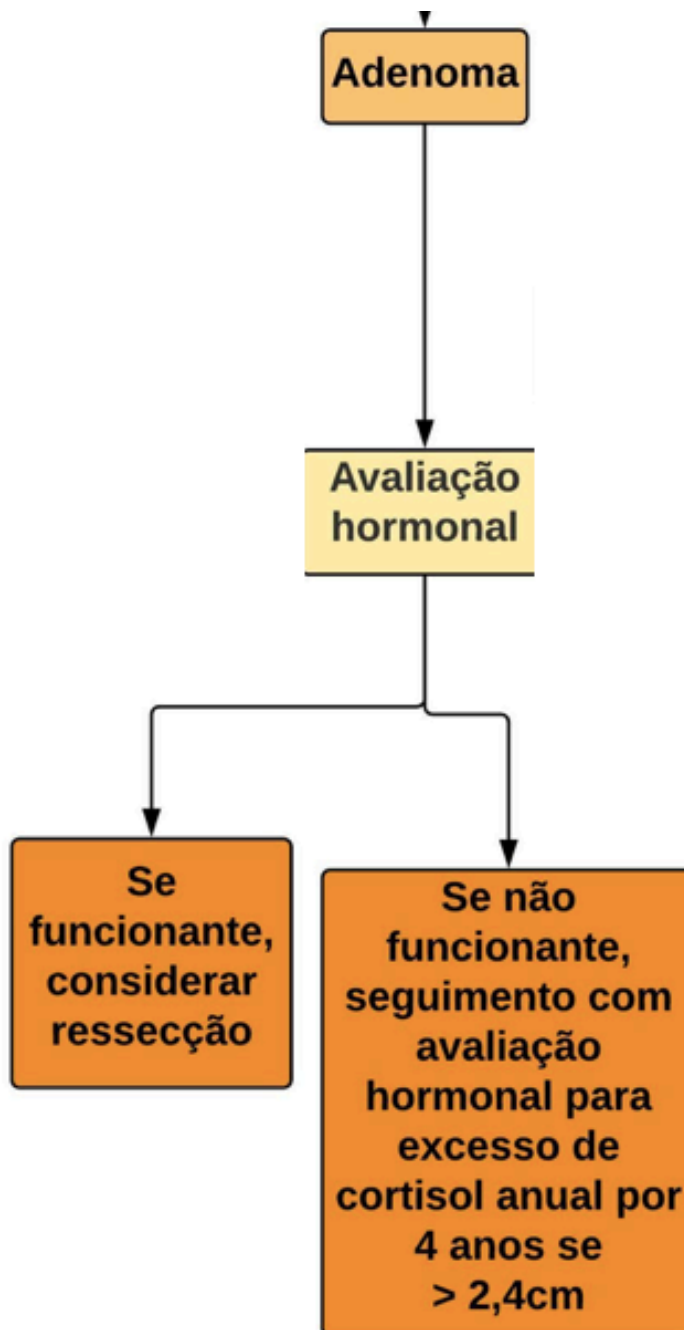 Adenoma
Avaliação
hormonal
Se
funcionante,
considerar
ressecção
Se não
funcionante,
seguimento com
avaliação
hormonal para
excesso de
cortisol anual por
4 anos se
> 2,4cm